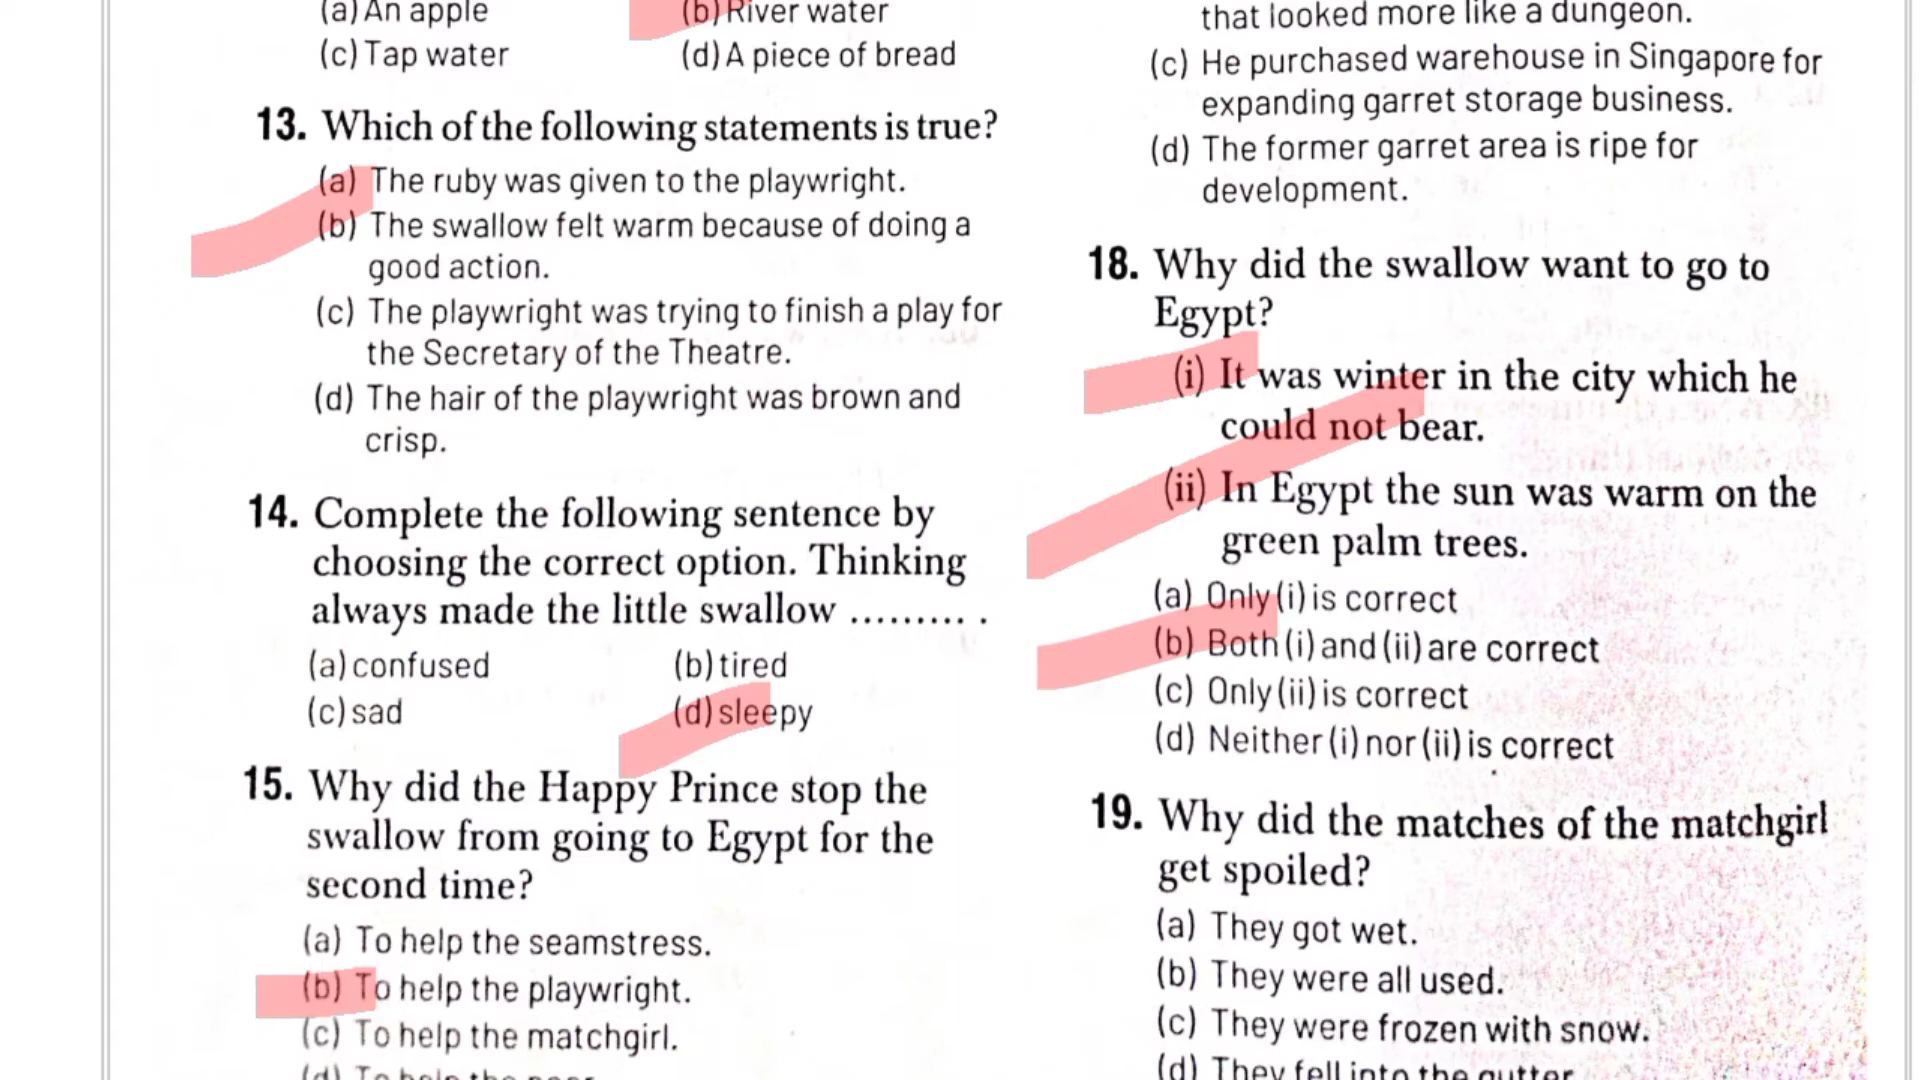 (a) An apple (b) River water
(c) Tap water (d) A piece of bread
13. Which of the following statements is true?
(a) The ruby was given to the playwright.
(b) The swallow felt warm because of doing a
good action.
(c) The playwright was trying to finish a play for
the Secretary of the Theatre.
(d) The hair of the playwright was brown and
crisp.
14. Complete the following sentence by
choosing the correct option. Thinking
always made the little swallow ......... .
(a) confused (b) tired
(c) sad (d) sleepy
15. Why did the Happy Prince stop the
swallow from going to Egypt for the
second time?
(a) To help the seamstress.
(b) To help the playwright.
(c) To help the matchgirl.
(d) To help the poor
that looked more like a dungeon.
(c) He purchased warehouse in Singapore for
expanding garret storage business.
(d) The former garret area is ripe for
development.
18. Why did the swallow want to go to
Egypt?
(i) It was winter in the city which he
could not bear.
(ii) In Egypt the sun was warm on the
green palm trees.
(a) Only (i) is correct
(b) Both (i) and (ii) are correct
(c) Only (ii) is correct
(d) Neither (i) nor (ii) is correct
19. Why did the matches of the matchgirl
get spoiled?
(a) They got wet.
(b) They were all used.
(c) They were frozen with snow.
(d) They fell into the gutter